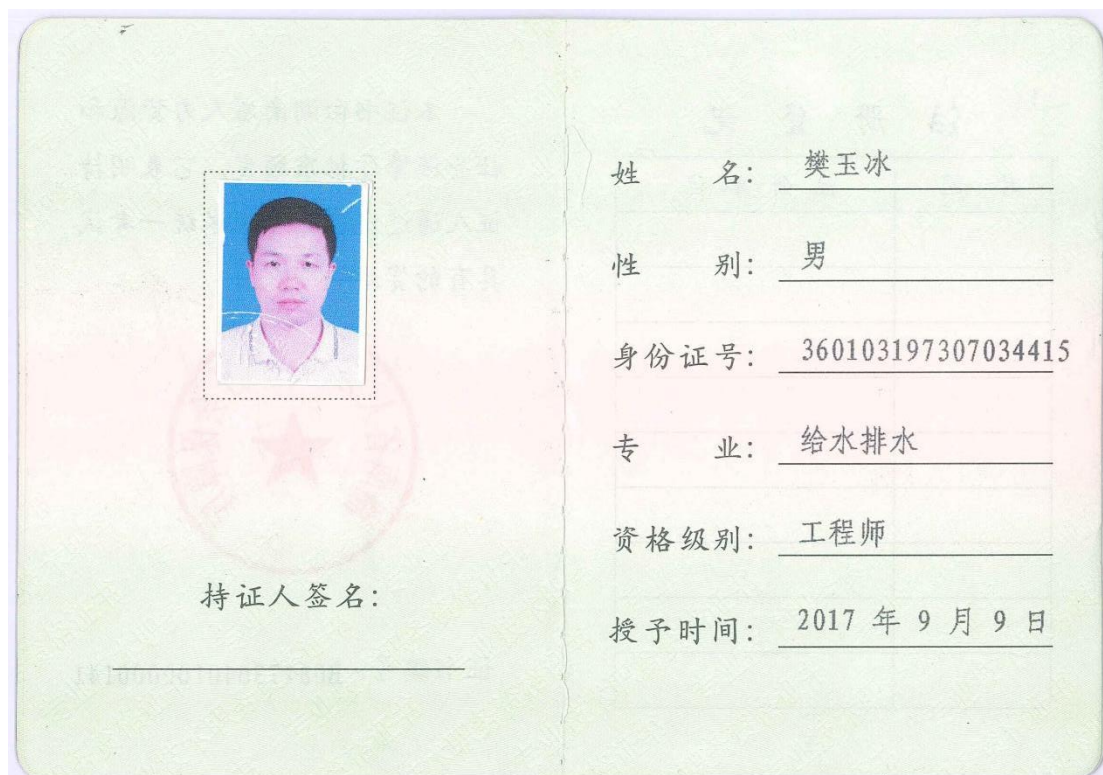 姓 名: 樊玉冰
性 别: 男
身份证号: 360103197307034415
专 业: 给水排水
资格级别: 工程师
授予时间: 2017 年 9 月 9 日
持证人签名: